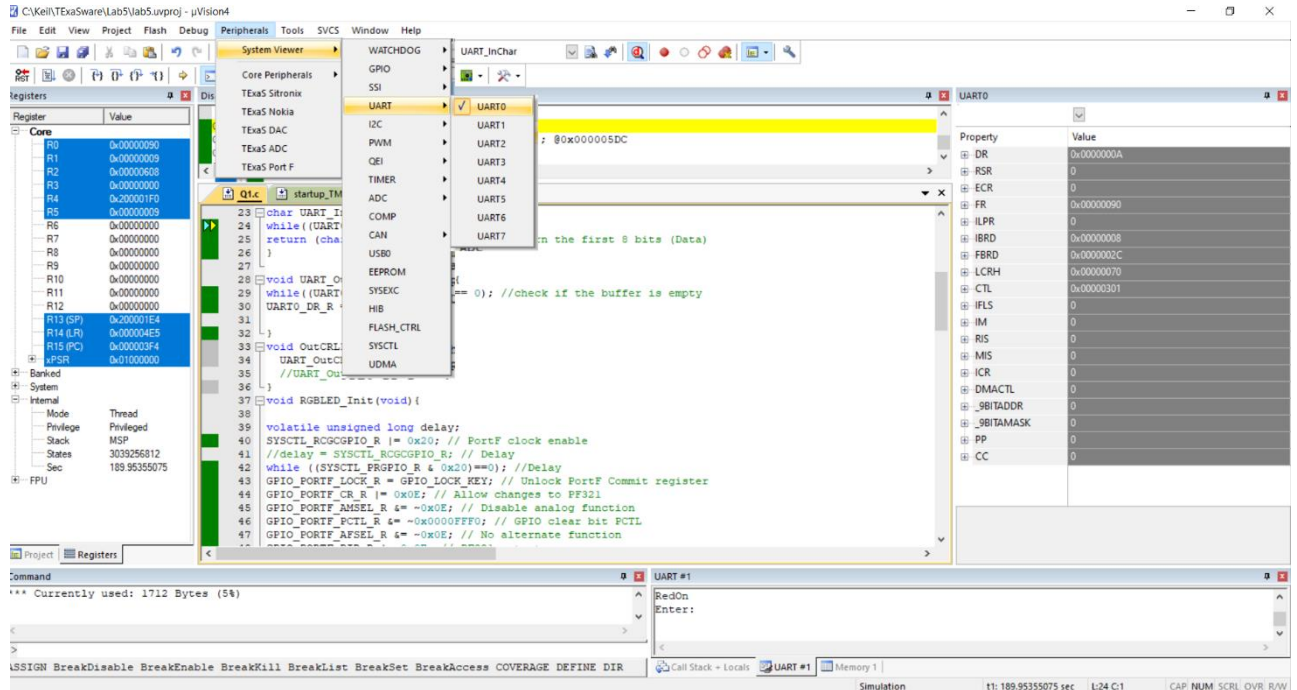 C:\Keil\TExaSware\Lab5\lab5.uvproj - µVision4
File Edit View Project Flash Debug Peripherals Tools SVCS Window Help
UART_InChar
System Viewer
Core Peripherals
TExaS Sitronix
TExaS Nokia
TExaS DAC
TExaS ADC
TExaS Port F
WATCHDOG
GPIO
SSI
UART
I2C
PWM
QEI
TIMER
ADC
COMP
CAN
USB0
EEPROM
SYSEXC
HIB
FLASH_CTRL
SYSCTL
UDMA
UART0
UART1
UART2
UART3
UART4
UART5
UART6
UART7
Registers
Register Value
Core
R0 0x00000090
R1 0x00000009
R2 0x00000608
R3 0x00000000
R4 0x200001F0
R5 0x00000009
R6 0x00000000
R7 0x00000000
R8 0x00000000
R9 0x00000000
R10 0x00000000
R11 0x00000000
R12 0x00000000
R13 (SP) 0x200001E4
R14 (LR) 0x000004E5
R15 (PC) 0x000003F4
xPSR 0x01000000
Banked
System
Internal
Mode Thread
Privilege Privileged
Stack MSP
States 3039256812
Sec 189.95355075
FPU
Project Registers
Dis
; @0x000005DC
Q1.c startup_TM
23 char UART_I
24 while((UART
25 return (cha n the first 8 bits (Data)
26 }
27
28 void UART_O {
29 while((UART == 0); //check if the buffer is empty
30 UART0_DR_R
31
32 }
33 void OutCRL
34 UART_OutC
35 //UART_Ou
36 }
37 void RGBLED_Init(void){
38
39 volatile unsigned long delay;
40 SYSCTL_RCGCGPIO_R |= 0x20; // PortF clock enable
41 //delay = SYSCTL_RCGCGPIO_R; // Delay
42 while ((SYSCTL_PRGPIO_R & 0x20)==0); //Delay
43 GPIO_PORTF_LOCK_R = GPIO_LOCK_KEY; // Unlock PortF Commit register
44 GPIO_PORTF_CR_R |= 0x0E; // Allow changes to PF321
45 GPIO_PORTF_AMSEL_R &= ~0x0E; // Disable analog function
46 GPIO_PORTF_PCTL_R &= ~0x0000FFF0; // GPIO clear bit PCTL
47 GPIO_PORTF_AFSEL_R &= ~0x0E; // No alternate function
UART0
Property Value
DR 0x0000000A
RSR 0
ECR 0
FR 0x00000090
ILPR 0
IBRD 0x00000008
FBRD 0x0000002C
LCRH 0x00000070
CTL 0x00000301
IFLS 0
IM 0
RIS 0
MIS 0
ICR 0
DMACTL 0
_9BITADDR 0
_9BITAMASK 0
PP 0
CC 0
Command
*** Currently used: 1712 Bytes (5%)
>
ASSIGN BreakDisable BreakEnable BreakKill BreakList BreakSet BreakAccess COVERAGE DEFINE DIR
UART #1
RedOn
Enter:
Call Stack + Locals UART #1 Memory 1
Simulation t1: 189.95355075 sec L:24 C:1 CAP NUM SCRL OVR R/W